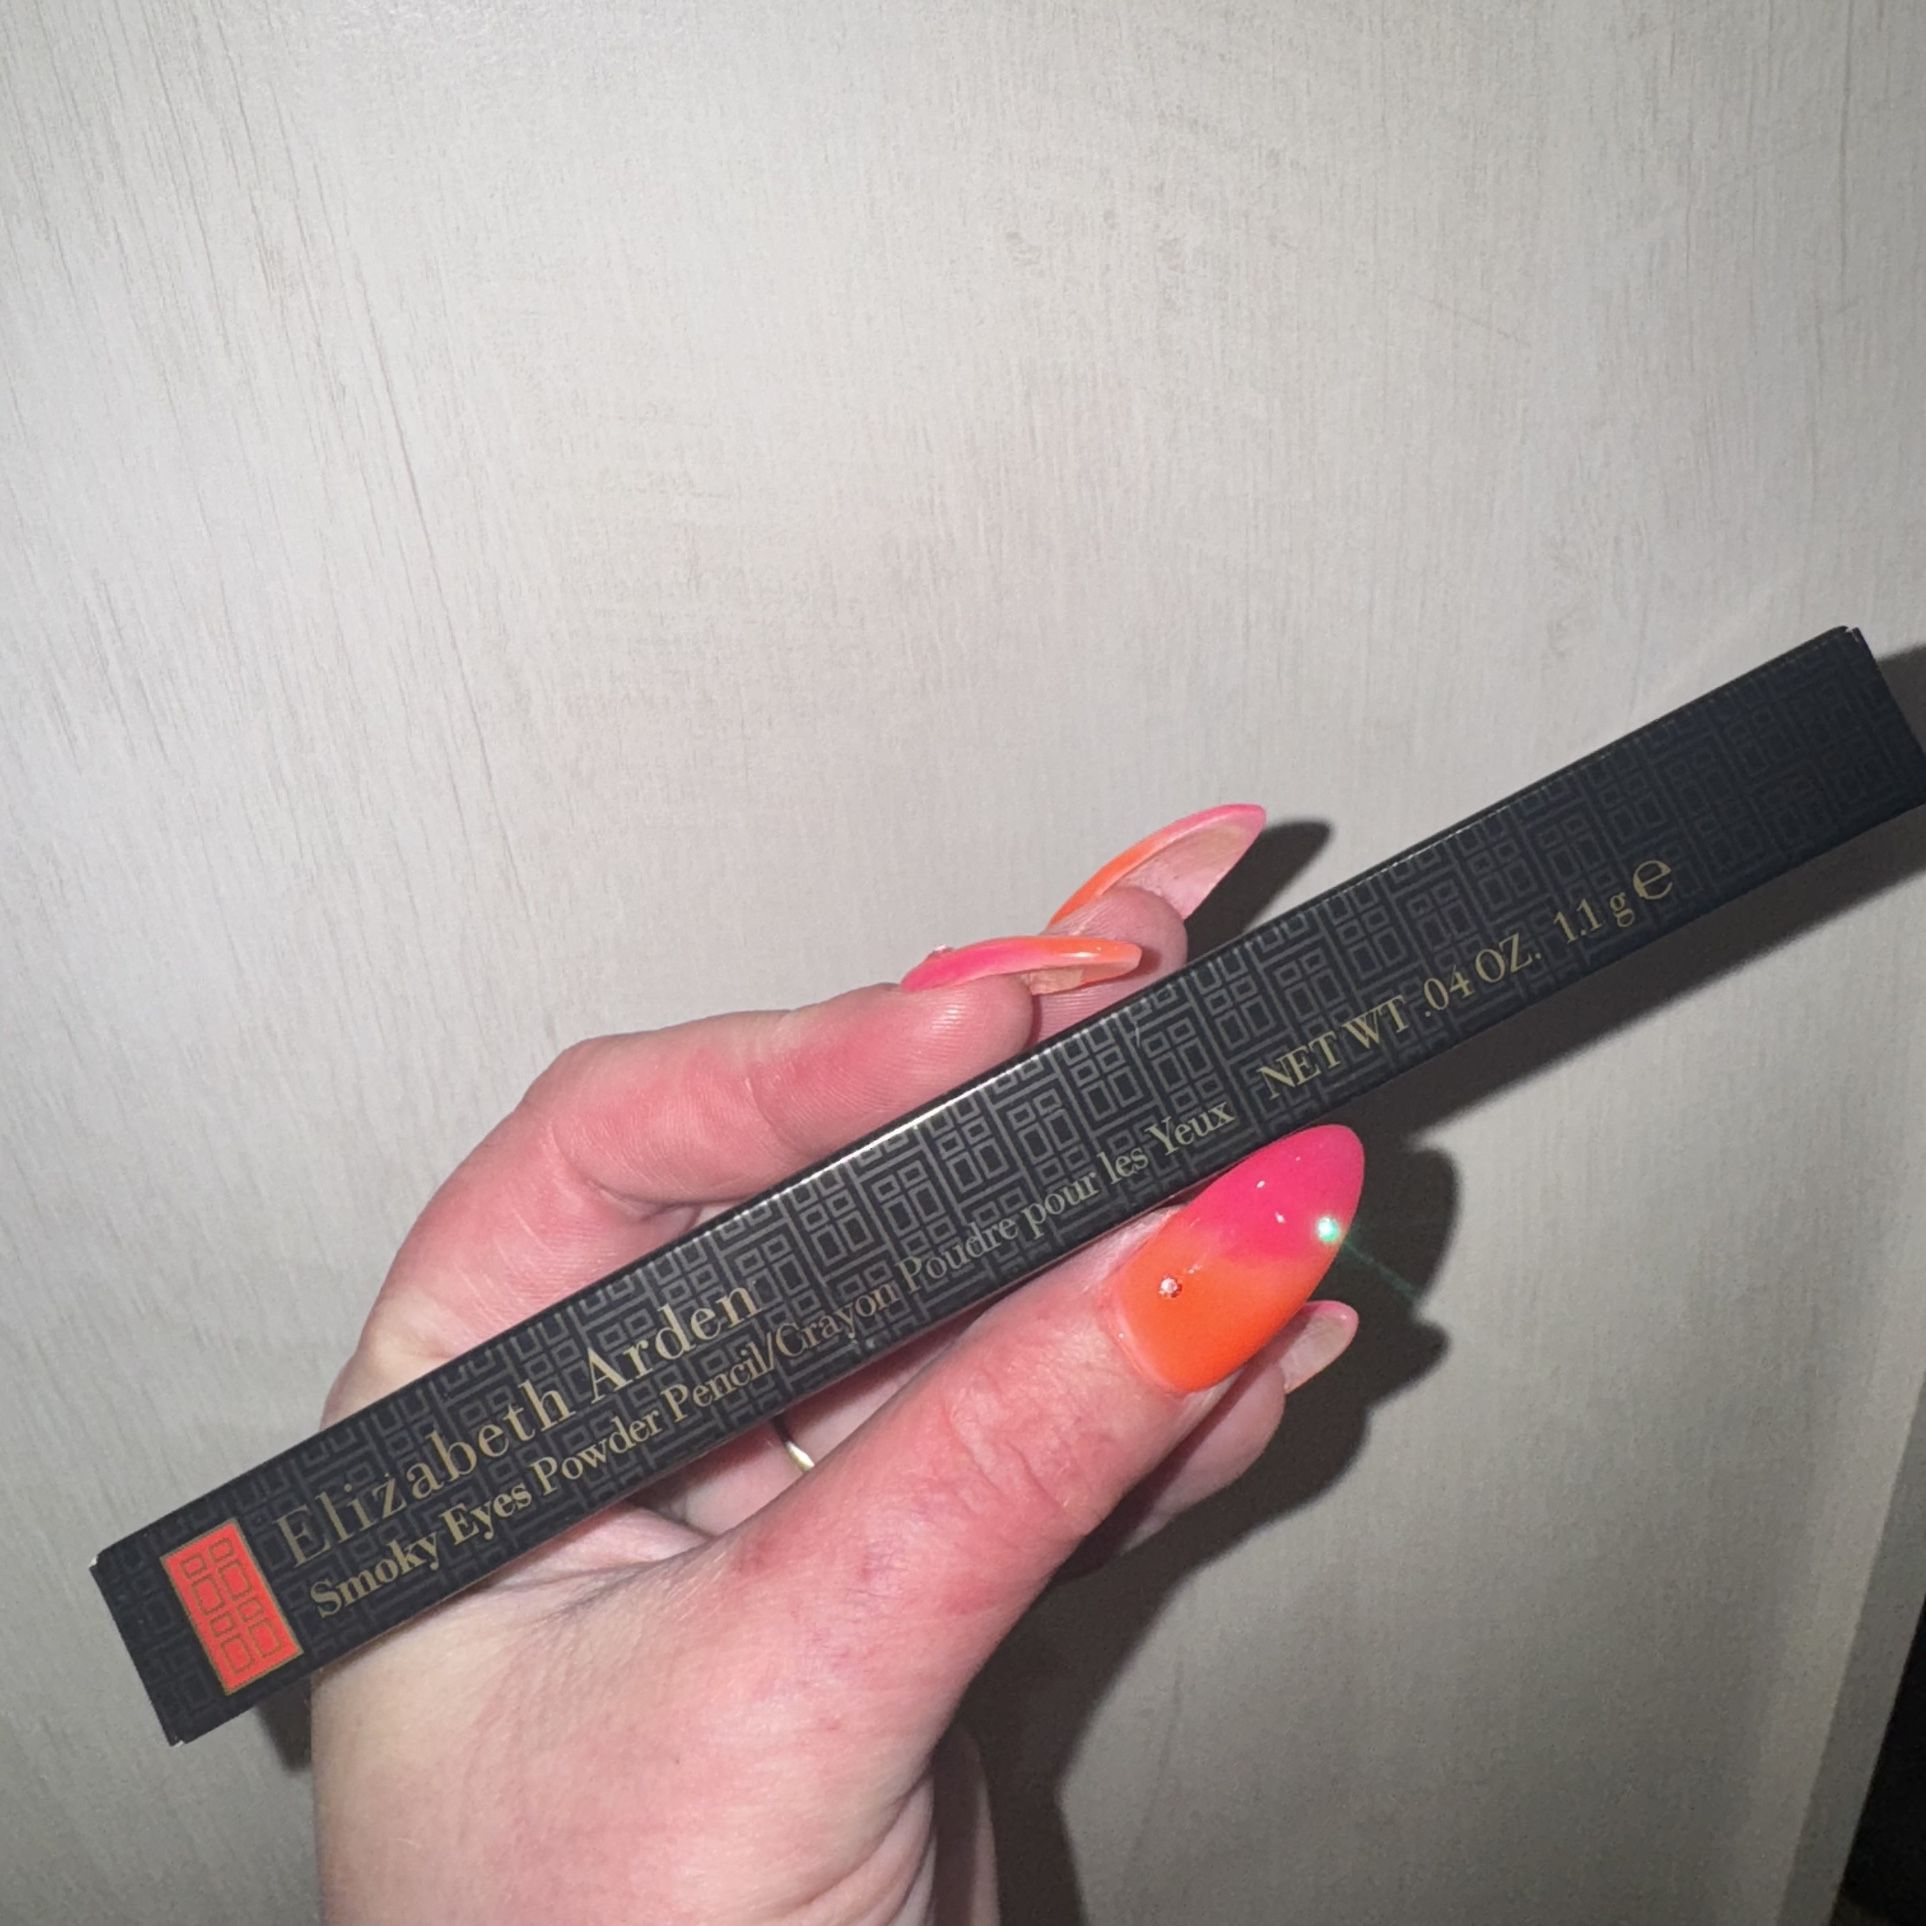 Elizabeth Arden
Smoky Eyes Powder Pencil/Crayon Poudre pour les Yeux NET WT .04 OZ. 1.1 g ℮